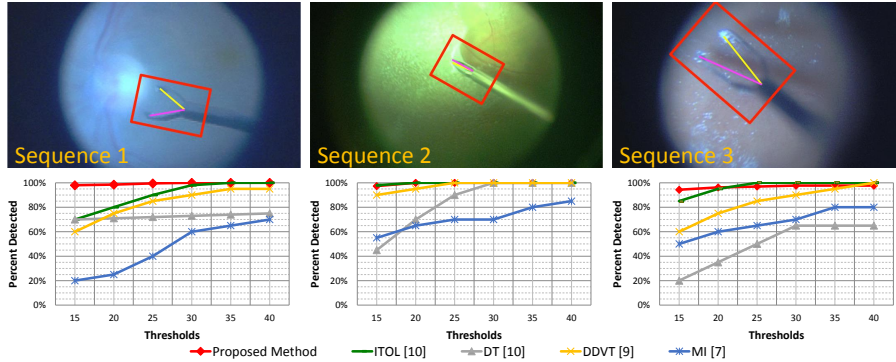 Sequence 1
Sequence 2
Sequence 3
Percent Detected
100%
80%
60%
40%
20%
0%
15 20 25 30 35 40
Thresholds
Percent Detected
100%
80%
60%
40%
20%
0%
15 20 25 30 35 40
Thresholds
Percent Detected
100%
80%
60%
40%
20%
0%
15 20 25 30 35 40
Thresholds
Proposed Method ITOL [10] DT [10] DDVT [9] MI [7]